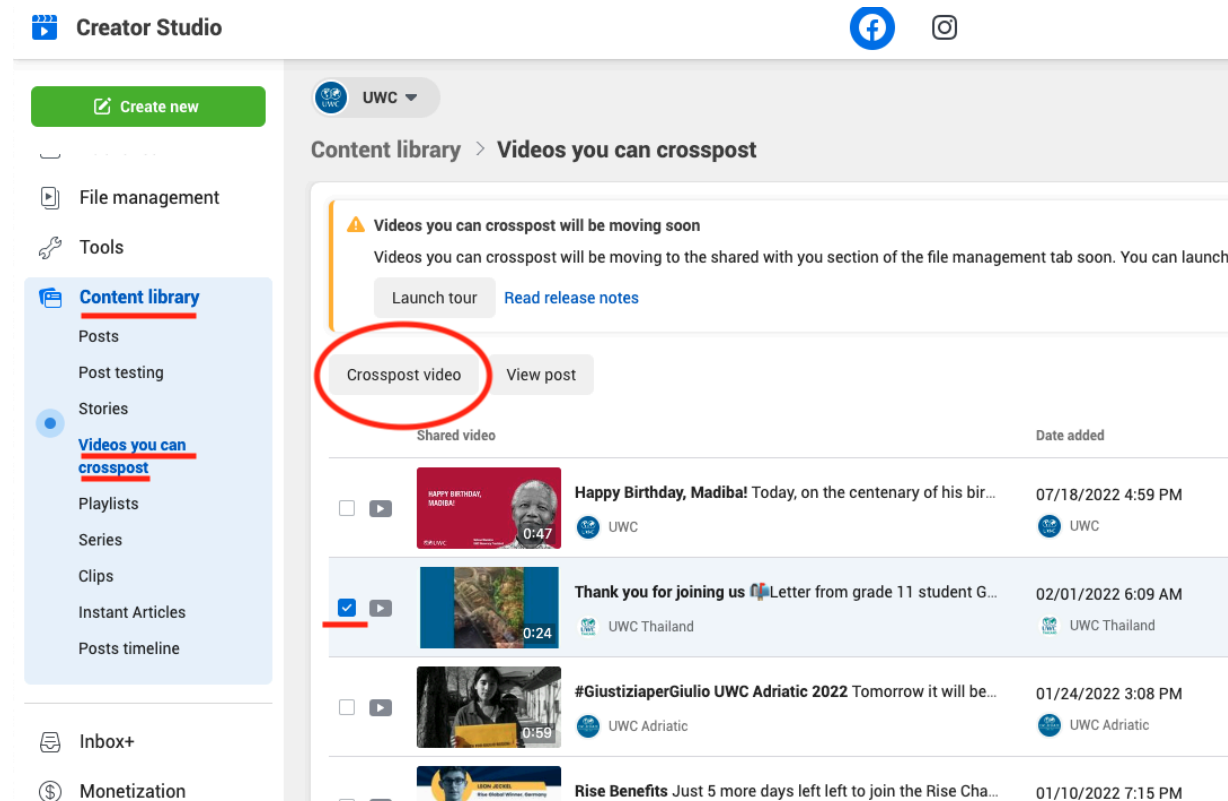 Creator Studio
Create new
File management
Tools
Content library
Posts
Post testing
Stories
Videos you can
crosspost
Playlists
Series
Clips
Instant Articles
Posts timeline
Inbox+
Monetization
UWC
Content library > Videos you can crosspost
Videos you can crosspost will be moving soon
Videos you can crosspost will be moving to the shared with you section of the file management tab soon. You can launch
Launch tour Read release notes
Crosspost video View post
Shared video Date added
HAPPY BIRTHDAY,
MADIBA!
UWC
0:47
Happy Birthday, Madiba! Today, on the centenary of his bir... 07/18/2022 4:59 PM
UWC UWC
0:24
Thank you for joining us 📬Letter from grade 11 student G... 02/01/2022 6:09 AM
UWC Thailand UWC Thailand
0:59
#GiustiziaperGiulio UWC Adriatic 2022 Tomorrow it will be... 01/24/2022 3:08 PM
UWC Adriatic UWC Adriatic
LEON JECKEL
Rise Global Winner, Germany
Rise Benefits Just 5 more days left left to join the Rise Cha... 01/10/2022 7:15 PM